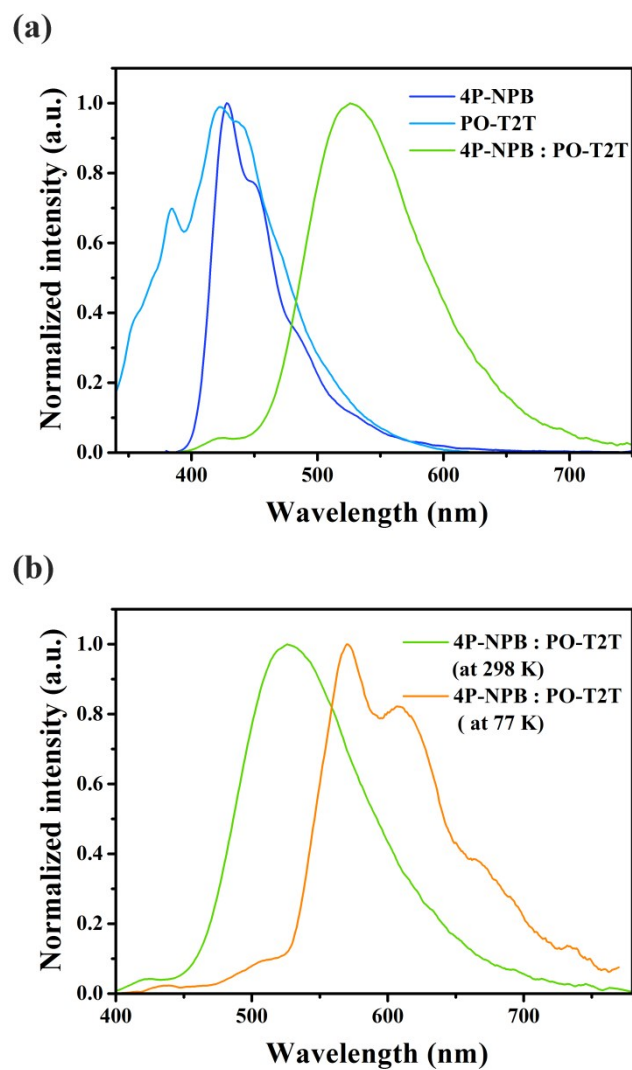 (a)
Normalized intensity (a.u.)
1.0
0.8
0.6
0.4
0.2
0.0
4P-NPB
PO-T2T
4P-NPB : PO-T2T
400 500 600 700
Wavelength (nm)
(b)
Normalized intensity (a.u.)
1.0
0.8
0.6
0.4
0.2
0.0
4P-NPB : PO-T2T
(at 298 K)
4P-NPB : PO-T2T
( at 77 K)
400 500 600 700
Wavelength (nm)